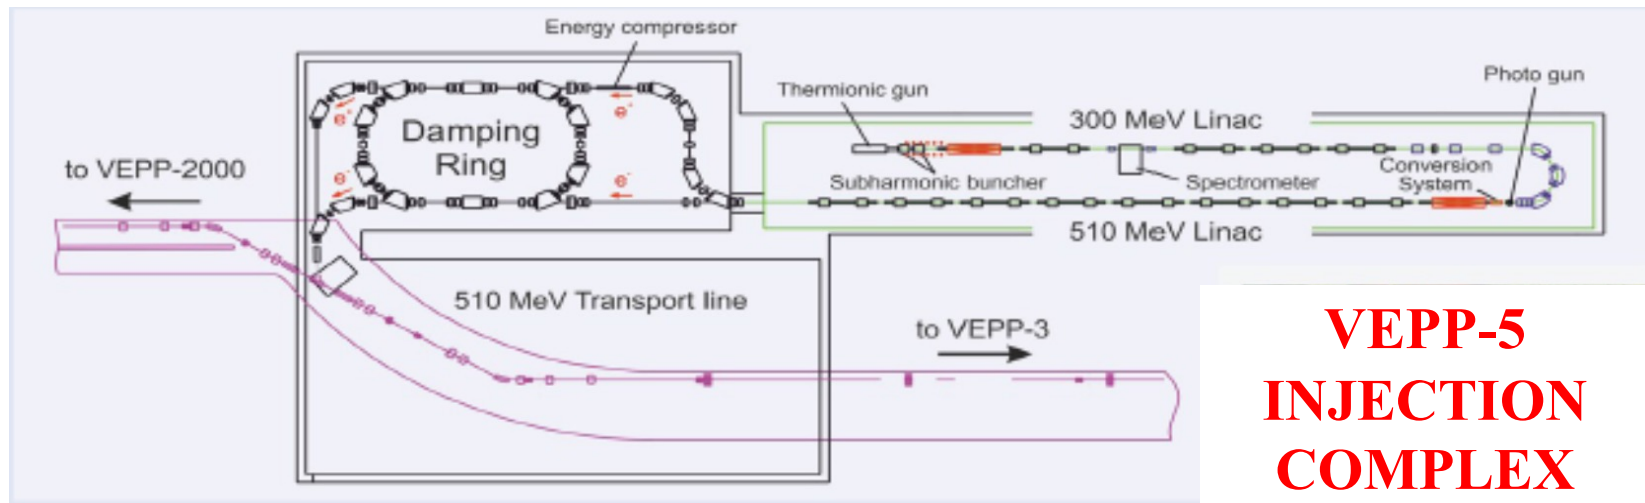 Energy compressor
Photo gun
Thermionic gun
300 MeV Linac
Damping
Ring
to VEPP-2000
Conversion
System
Subharmonic buncher
Spectrometer
510 MeV Linac
510 MeV Transport line
to VEPP-3
VEPP-5
INJECTION
COMPLEX